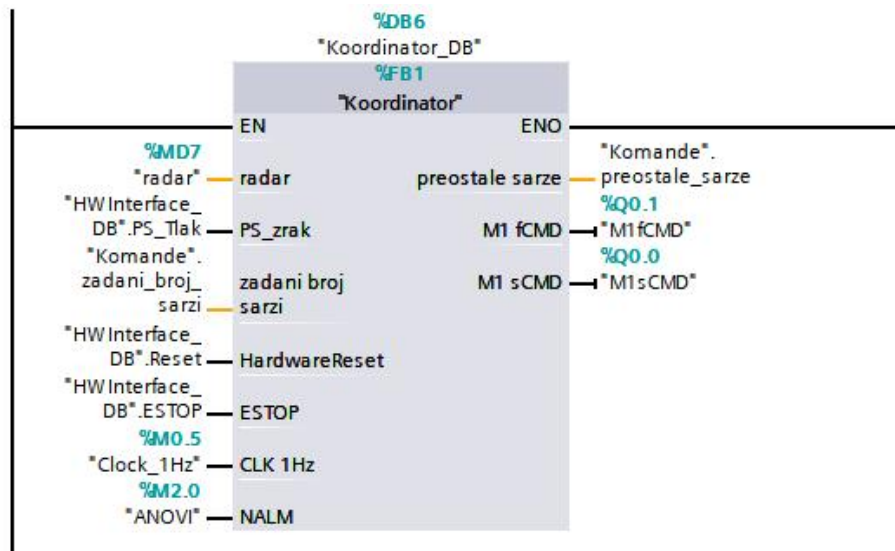 %DB6
"Koordinator_DB"
%FB1
"Koordinator"
EN ENO
%MD7
"radar" radar
preostale sarze "Komande".
preostale_sarze
"HWInterface_
DB".PS_Tlak PS_zrak
M1 fCMD %Q0.1
"M1fCMD"
"Komande".
zadani_broj_
sarzi zadani broj
sarzi
M1 sCMD %Q0.0
"M1sCMD"
"HWInterface_
DB".Reset HardwareReset
"HWInterface_
DB".ESTOP ESTOP
%M0.5
"Clock_1Hz" CLK 1Hz
%M2.0
"ANOVI" NALM